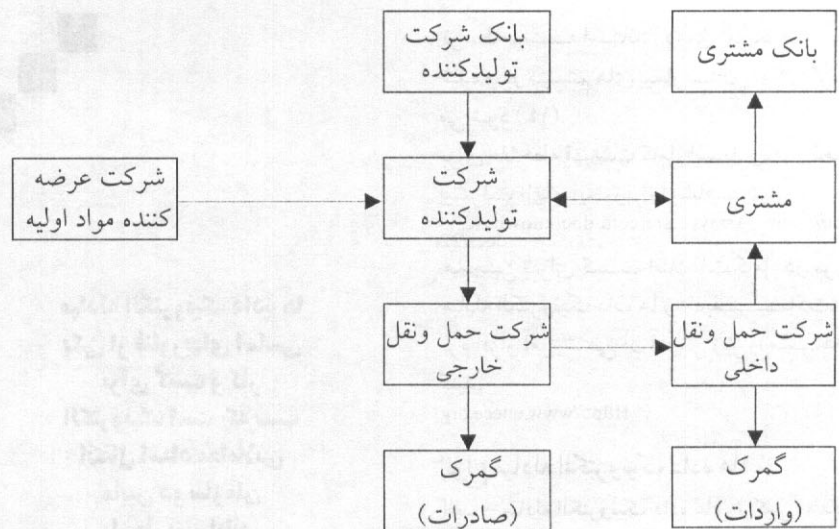 بانک شرکت
تولیدکننده
بانک مشتری
شرکت عرضه
کننده مواد اولیه
شرکت
تولیدکننده
مشتری
شرکت حمل ونقل
خارجی
شرکت حمل ونقل
داخلی
گمرک
(صادرات)
گمرک
(واردات)